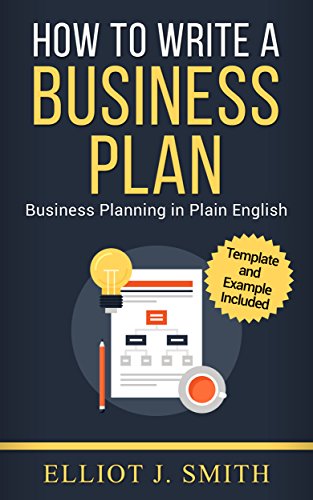 HOW TO WRITE A
BUSINESS
PLAN
Business Planning in Plain English
Template
and
Example
Included
ELLIOT J. SMITH